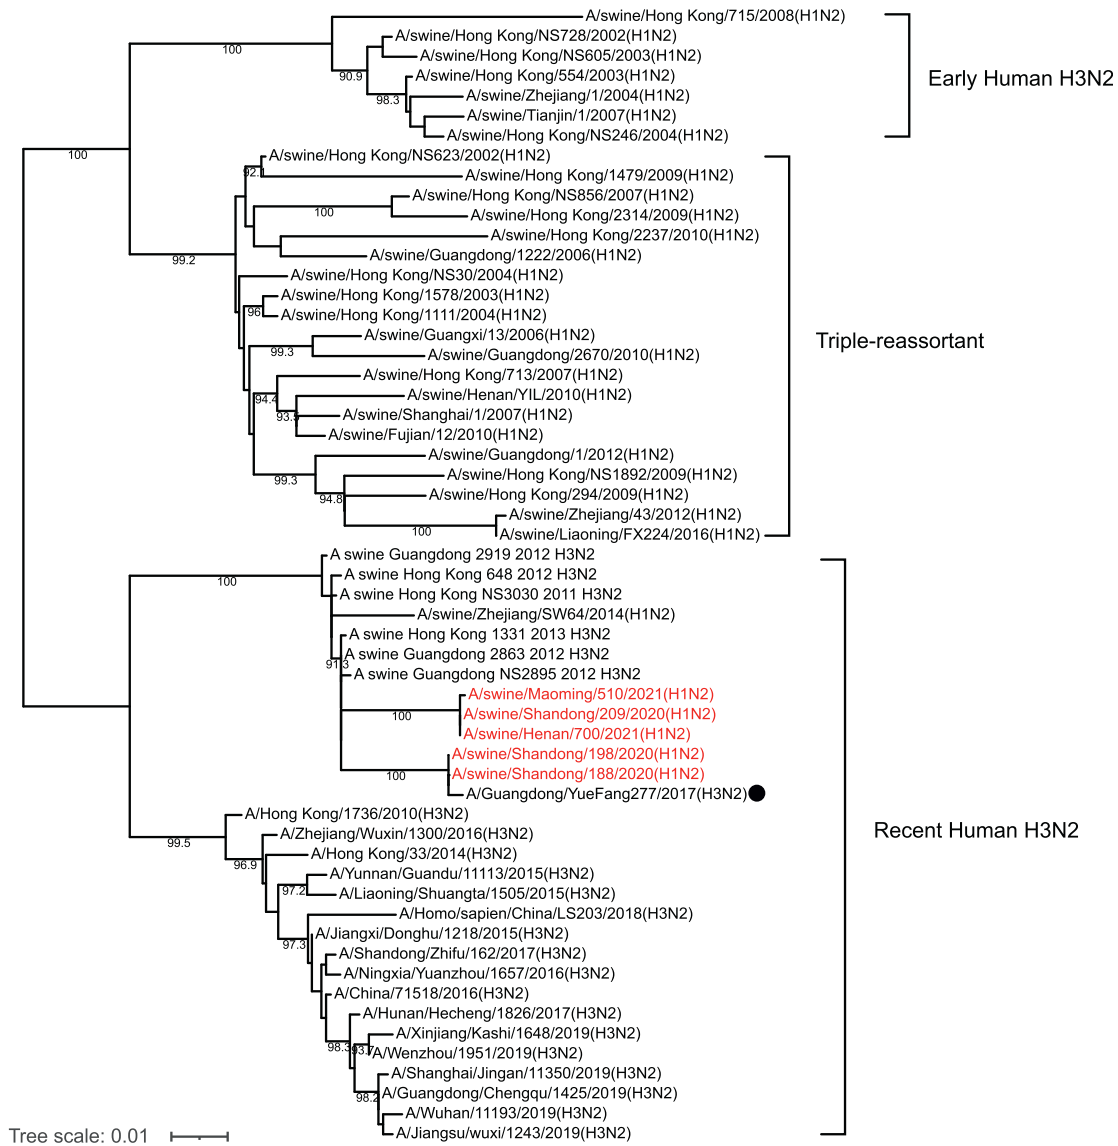 A/swine/Hong Kong/715/2008(H1N2)
A/swine/Hong Kong/NS728/2002(H1N2)
100
A/swine/Hong Kong/NS605/2003(H1N2)
90.9
A/swine/Hong Kong/554/2003(H1N2)
Early Human H3N2
98.3
A/swine/Zhejiang/1/2004(H1N2)
A/swine/Tianjin/1/2007(H1N2)
A/swine/Hong Kong/NS246/2004(H1N2)
100
A/swine/Hong Kong/NS623/2002(H1N2)
92.1
A/swine/Hong Kong/1479/2009(H1N2)
A/swine/Hong Kong/NS856/2007(H1N2)
100
A/swine/Hong Kong/2314/2009(H1N2)
A/swine/Hong Kong/2237/2010(H1N2)
99.2
A/swine/Guangdong/1222/2006(H1N2)
A/swine/Hong Kong/NS30/2004(H1N2)
A/swine/Hong Kong/1578/2003(H1N2)
96
A/swine/Hong Kong/1111/2004(H1N2)
A/swine/Guangxi/13/2006(H1N2)
Triple-reassortant
99.3
A/swine/Guangdong/2670/2010(H1N2)
A/swine/Hong Kong/713/2007(H1N2)
94.4
A/swine/Henan/YIL/2010(H1N2)
A/swine/Shanghai/1/2007(H1N2)
A/swine/Fujian/12/2010(H1N2)
A/swine/Guangdong/1/2012(H1N2)
99.3
A/swine/Hong Kong/NS1892/2009(H1N2)
94.8
A/swine/Hong Kong/294/2009(H1N2)
A/swine/Zhejiang/43/2012(H1N2)
100
A/swine/Liaoning/FX224/2016(H1N2)
A swine Guangdong 2919 2012 H3N2
100
A swine Hong Kong 648 2012 H3N2
A swine Hong Kong NS3030 2011 H3N2
A/swine/Zhejiang/SW64/2014(H1N2)
A swine Hong Kong 1331 2013 H3N2
A swine Guangdong 2863 2012 H3N2
91.3
A swine Guangdong NS2895 2012 H3N2
A/swine/Maoming/510/2021(H1N2)
100
A/swine/Shandong/209/2020(H1N2)
A/swine/Henan/700/2021(H1N2)
A/swine/Shandong/198/2020(H1N2)
100
A/swine/Shandong/188/2020(H1N2)
A/Guangdong/YueFang277/2017(H3N2)
A/Hong Kong/1736/2010(H3N2)
Recent Human H3N2
99.5
A/Zhejiang/Wuxin/1300/2016(H3N2)
96.9
A/Hong Kong/33/2014(H3N2)
A/Yunnan/Guandu/11113/2015(H3N2)
97.2
A/Liaoning/Shuangta/1505/2015(H3N2)
A/Homo/sapien/China/LS203/2018(H3N2)
A/Jiangxi/Donghu/1218/2015(H3N2)
97.3
A/Shandong/Zhifu/162/2017(H3N2)
A/Ningxia/Yuanzhou/1657/2016(H3N2)
A/China/71518/2016(H3N2)
A/Hunan/Hecheng/1826/2017(H3N2)
A/Xinjiang/Kashi/1648/2019(H3N2)
98.3
A/Wenzhou/1951/2019(H3N2)
A/Shanghai/Jingan/11350/2019(H3N2)
A/Guangdong/Chengqu/1425/2019(H3N2)
98.2
A/Wuhan/11193/2019(H3N2)
A/Jiangsu/wuxi/1243/2019(H3N2)
Tree scale: 0.01